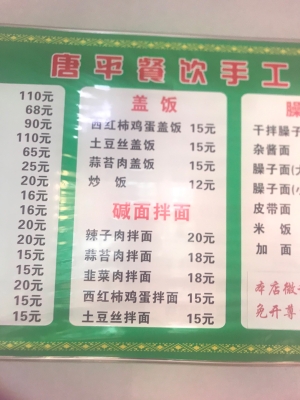 唐平餐饮手工
110元
68元
90元
110元
65元
25元
20元
20元
16元
16元
15元
15元
20元
15元
15元
盖饭
西红柿鸡蛋盖饭 15元
土豆丝盖饭 15元
蒜苔肉盖饭 15元
炒 饭 12元
碱面拌面
辣子肉拌面 20元
蒜苔肉拌面 18元
韭菜肉拌面 18元
西红柿鸡蛋拌面 15元
土豆丝拌面 15元
臊
干拌臊子
杂酱面
臊子面(大
臊子面(小
皮带面
米 饭
加 面
本店微
免开尊